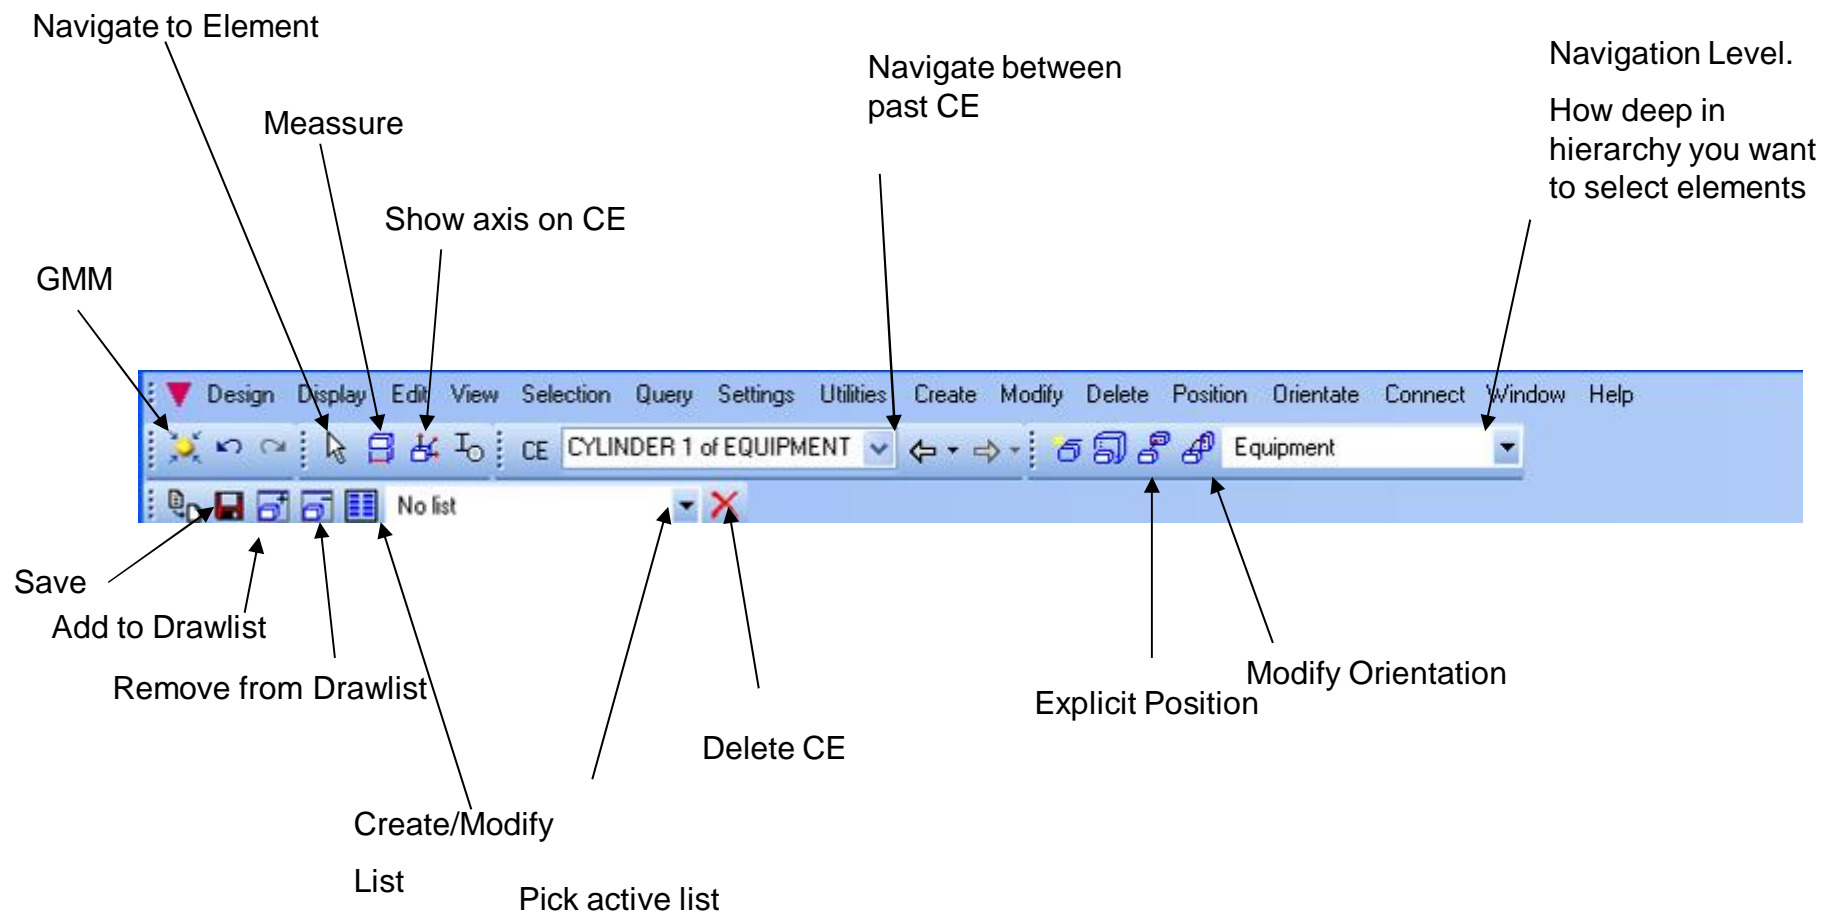 Navigate to Element
Navigate between
past CE
Navigation Level.
How deep in
hierarchy you want
to select elements
Meassure
Show axis on CE
GMM
Design Display Edit View Selection Query Settings Utilities Create Modify Delete Position Orientate Connect Window Help
CE CYLINDER 1 of EQUIPMENT Equipment
No list
Save
Add to Drawlist
Remove from Drawlist
Modify Orientation
Explicit Position
Delete CE
Create/Modify
List
Pick active list